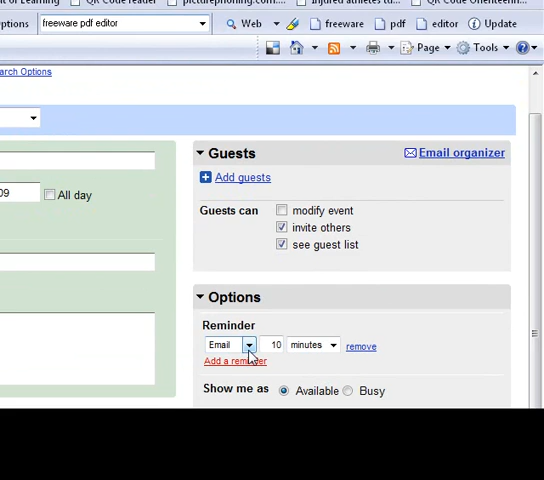 of Learning QR Code reader picturephoning.com:... Injured athletes tu... QR Code Orienteerin...
ptions freeware pdf editor Web freeware pdf editor Update
Page Tools
arch Options
Guests Email organizer
Add guests
09 All day
Guests can modify event
invite others
see guest list
Options
Reminder
Email 10 minutes remove
Add a reminder
Show me as Available Busy